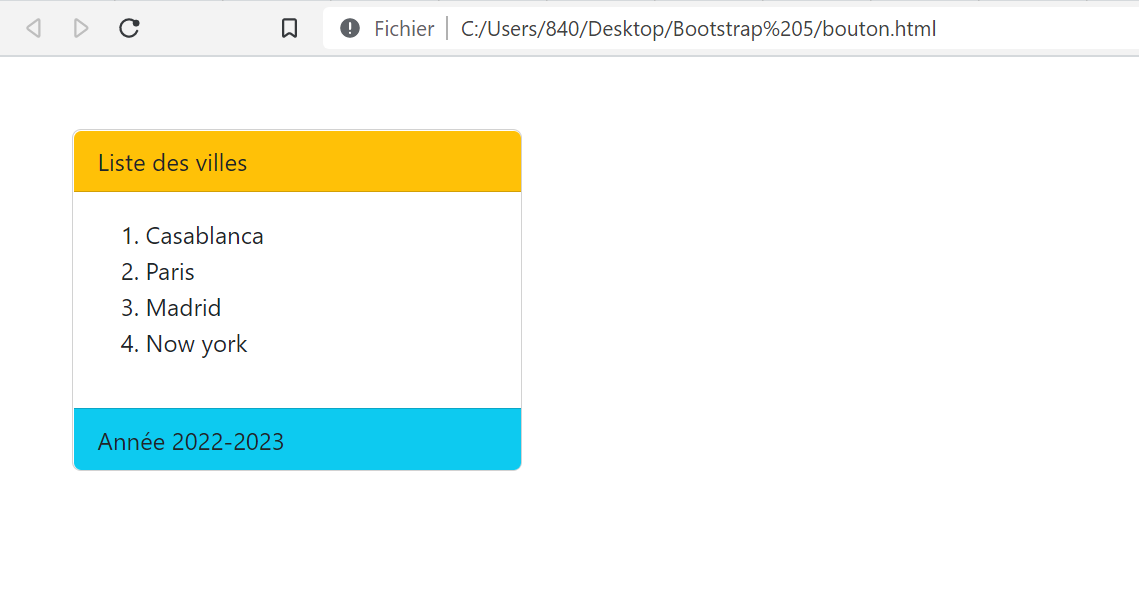 Fichier | C:/Users/840/Desktop/Bootstrap%205/bouton.html
Liste des villes
1. Casablanca
2. Paris
3. Madrid
4. Now york
Année 2022-2023